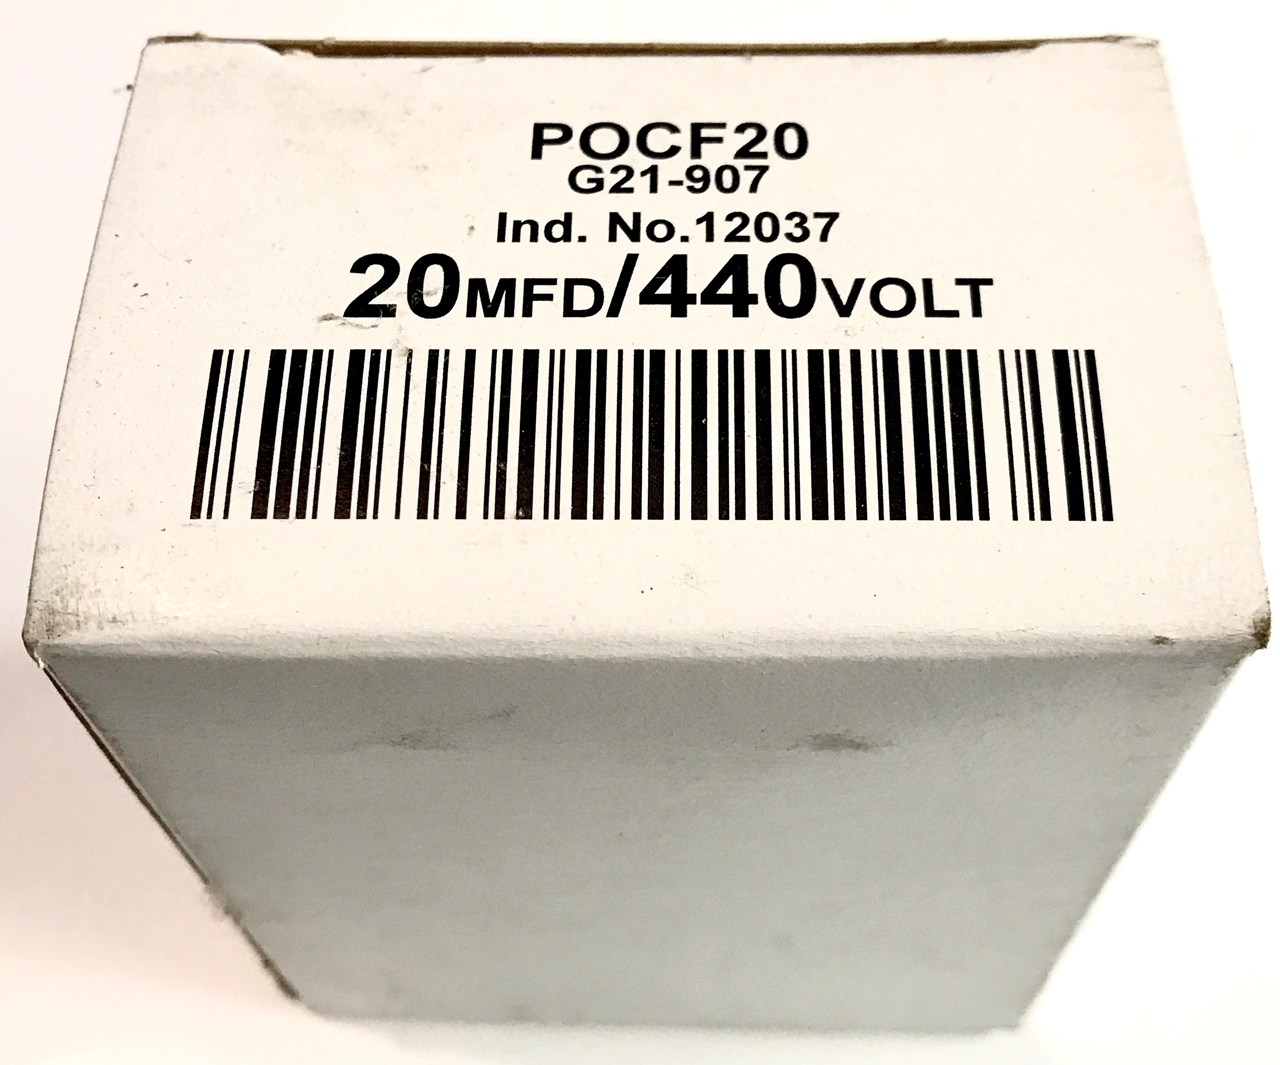 POCF20
G21-907
Ind. No.12037
20MFD/440VOLT